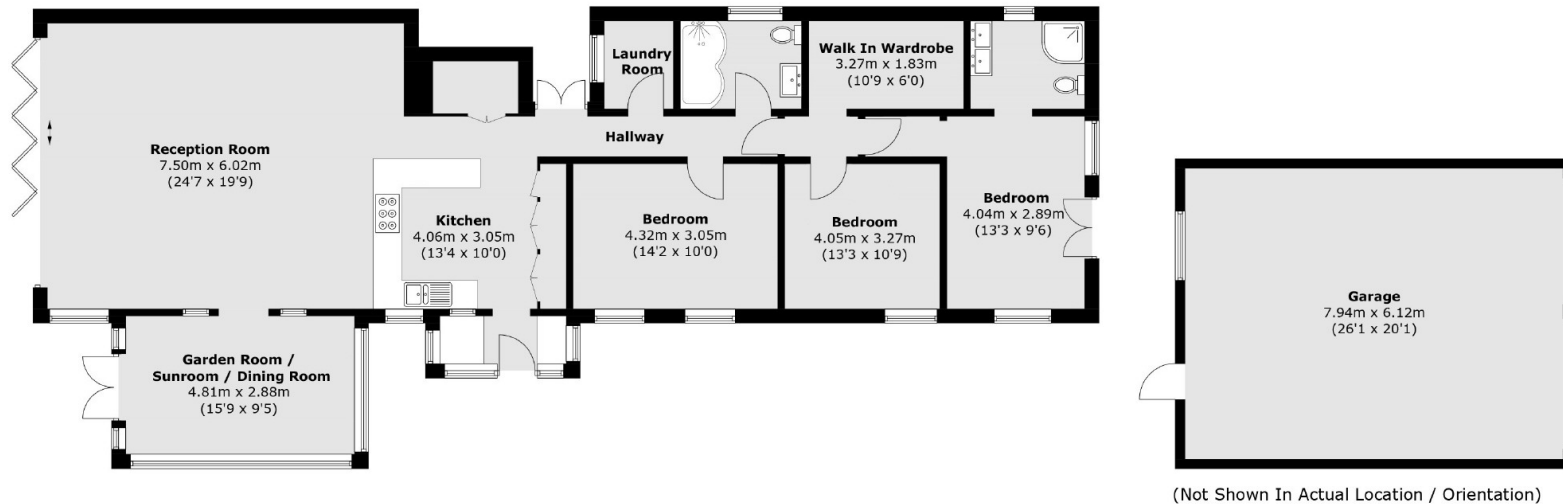 Reception Room
7.50m x 6.02m
(24'7 x 19'9)
Laundry
Room
Walk In Wardrobe
3.27m x 1.83m
(10'9 x 6'0)
Hallway
Kitchen
4.06m x 3.05m
(13'4 x 10'0)
Bedroom
4.32m x 3.05m
(14'2 x 10'0)
Bedroom
4.05m x 3.27m
(13'3 x 10'9)
Bedroom
4.04m x 2.89m
(13'3 x 9'6)
Garden Room /
Sunroom / Dining Room
4.81m x 2.88m
(15'9 x 9'5)
Garage
7.94m x 6.12m
(26'1 x 20'1)
(Not Shown In Actual Location / Orientation)